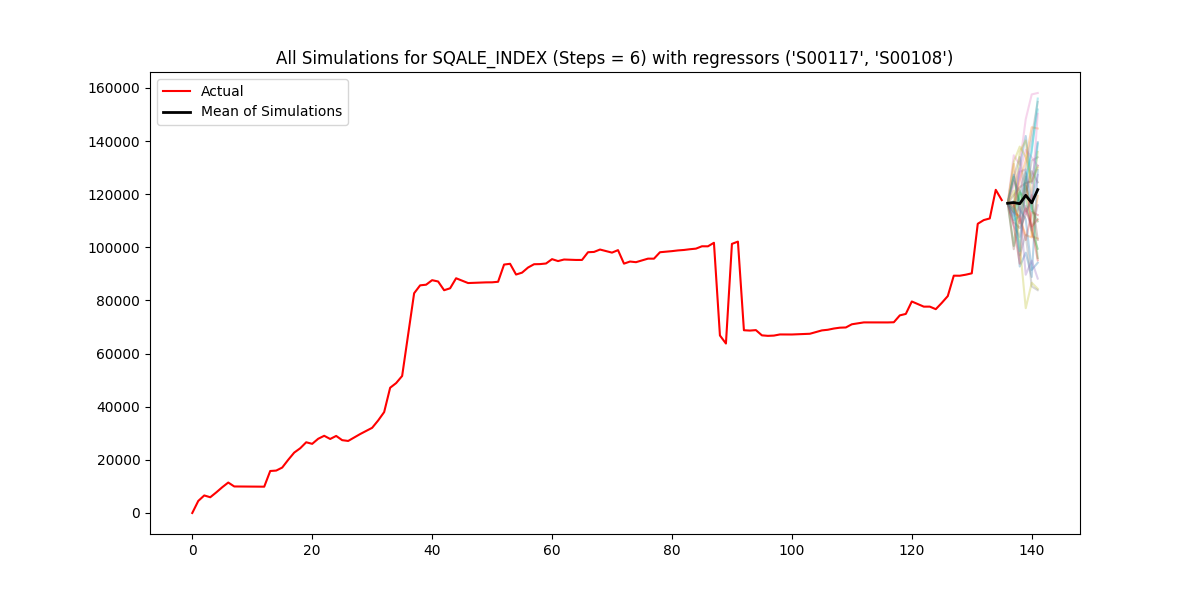 All Simulations for SQALE_INDEX (Steps = 6) with regressors ('S00117', 'S00108')
Actual
Mean of Simulations
160000
140000
120000
100000
80000
60000
40000
20000
0
0 20 40 60 80 100 120 140